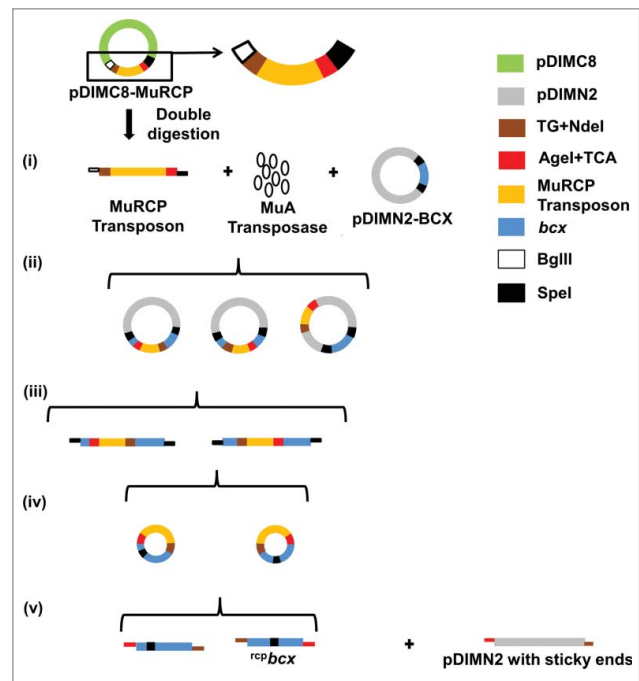 pDIMC8-MuRCP
Double
digestion
(i)
MuRCP
Transposon
+
MuA
Transposase
+
pDIMN2-BCX
(ii)
(iii)
(iv)
(v)
rcpbcx
+
pDIMN2 with sticky ends
pDIMC8
pDIMN2
TG+NdeI
AgeI+TCA
MuRCP
Transposon
bcx
BglII
SpeI